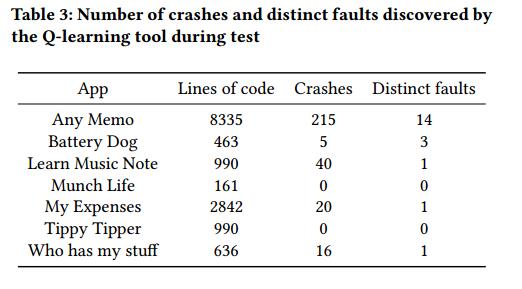 Table 3: Number of crashes and distinct faults discovered by
the Q-learning tool during test
App Lines of code Crashes Distinct faults
Any Memo 8335 215 14
Battery Dog 463 5 3
Learn Music Note 990 40 1
Munch Life 161 0 0
My Expenses 2842 20 1
Tippy Tipper 990 0 0
Who has my stuff 636 16 1